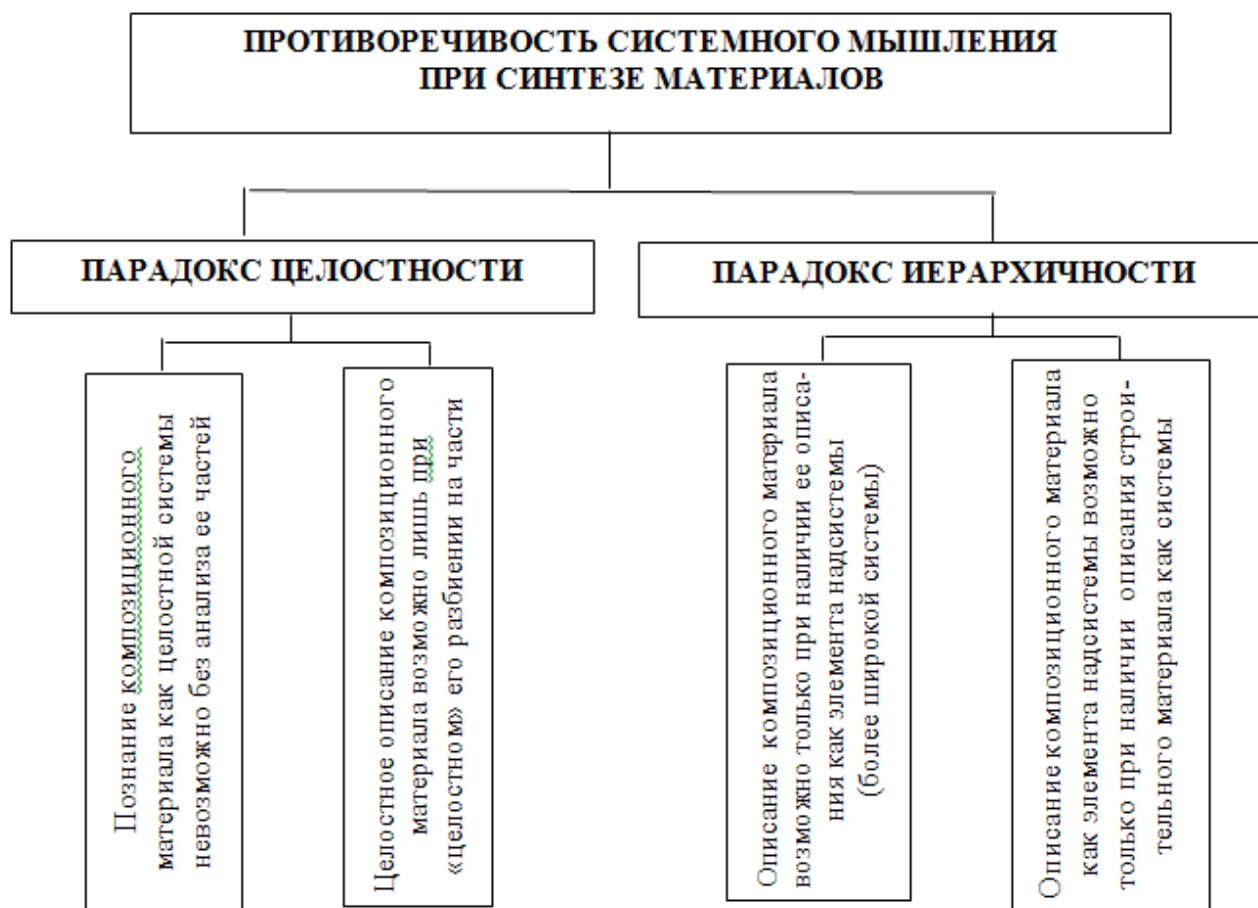 ПРОТИВОРЕЧИВОСТЬ СИСТЕМНОГО МЫШЛЕНИЯ
ПРИ СИНТЕЗЕ МАТЕРИАЛОВ
ПАРАДОКС ЦЕЛОСТНОСТИ
ПАРАДОКС ИЕРАРХИЧНОСТИ
Познание композиционного
материала как целостной системы
невозможно без анализа ее частей
Целостное описание композиционного
материала возможно лишь при
«целостном» его разбиении на части
Описание композиционного материала
возможно только при наличии ее описа-
ния как элемента надсистемы
(более широкой системы)
Описание композиционного материала
как элемента надсистемы возможно
только при наличии описания строи-
тельного материала как системы